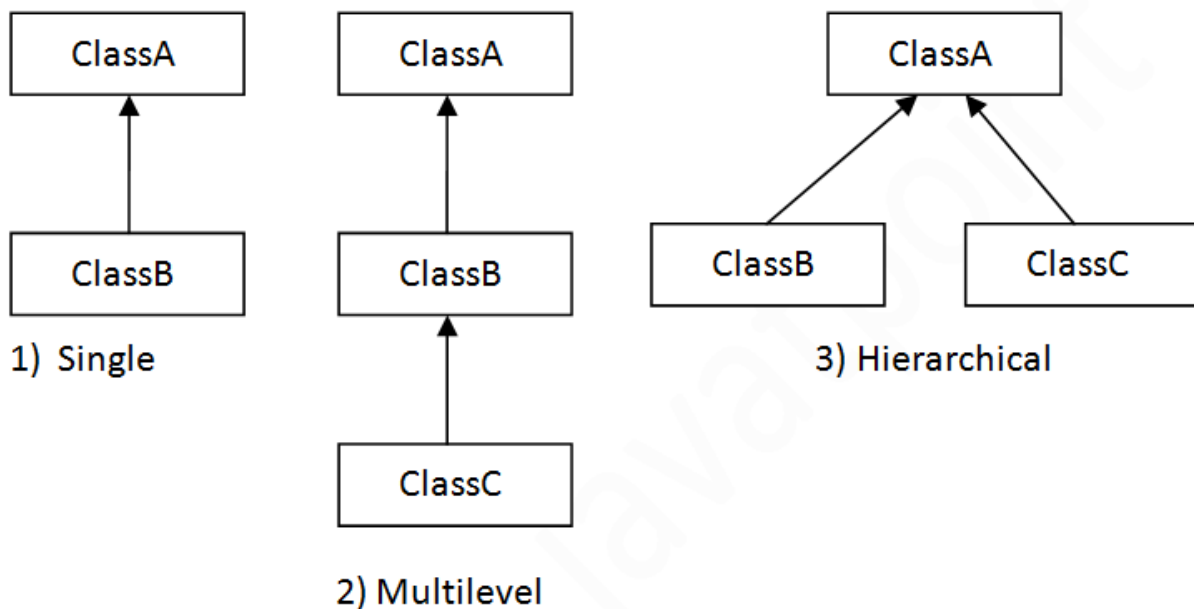 ClassA
ClassB
1) Single
ClassA
ClassB
ClassC
2) Multilevel
ClassA
ClassB
ClassC
3) Hierarchical